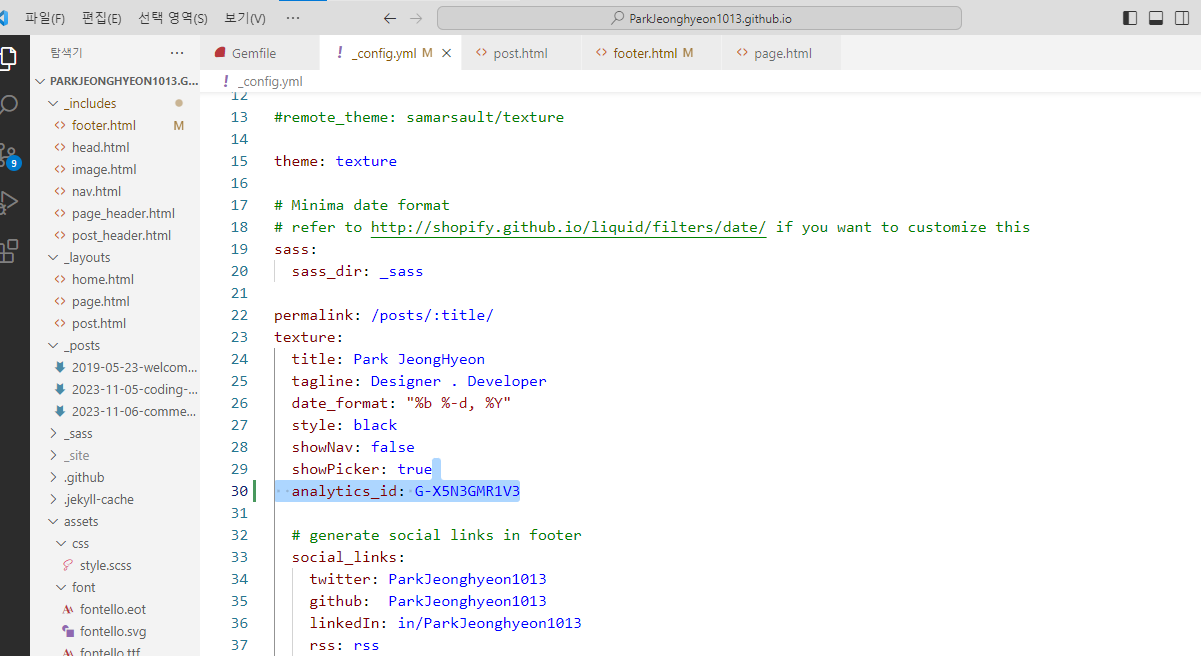 파일(F) 편집(E) 선택 영역(S) 보기(V) ··· ParkJeonghyeon1013.github.io
탐색기 ···
Gemfile ! _config.yml M post.html footer.html M page.html
! _config.yml
PARKJEONGHYEON1013.G...
_includes
footer.html M
head.html
image.html
nav.html
page_header.html
post_header.html
_layouts
home.html
page.html
post.html
_posts
2019-05-23-welcom...
2023-11-05-coding-...
2023-11-06-comme...
_sass
_site
.github
.jekyll-cache
assets
css
style.scss
font
fontello.eot
fontello.svg
fontello.ttf
9
12
13 #remote_theme: samarsault/texture
14
15 theme: texture
16
17 # Minima date format
18 # refer to http://shopify.github.io/liquid/filters/date/ if you want to customize this
19 sass:
20 sass_dir: _sass
21
22 permalink: /posts/:title/
23 texture:
24 title: Park JeongHyeon
25 tagline: Designer . Developer
26 date_format: "%b %-d, %Y"
27 style: black
28 showNav: false
29 showPicker: true
30 analytics_id: G-X5N3GMR1V3
31
32 # generate social links in footer
33 social_links:
34 twitter: ParkJeonghyeon1013
35 github: ParkJeonghyeon1013
36 linkedIn: in/ParkJeonghyeon1013
37 rss: rss